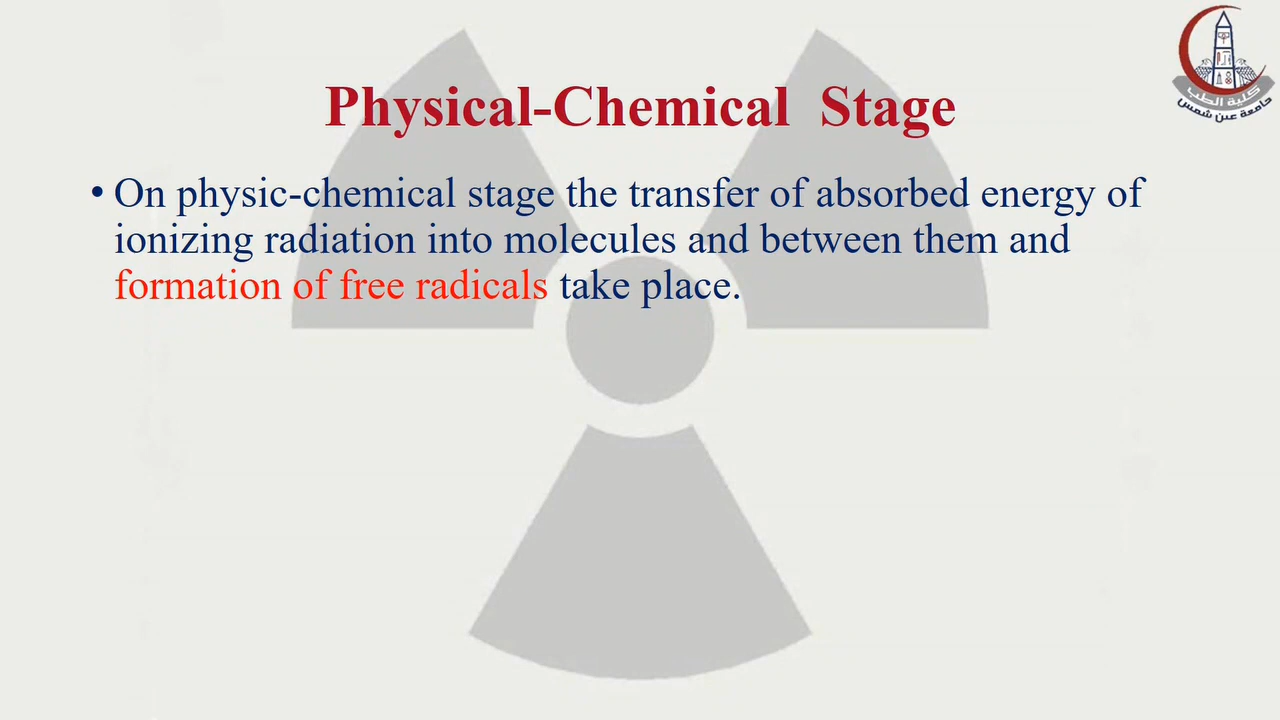 Physical-Chemical Stage
• On physic-chemical stage the transfer of absorbed energy of
ionizing radiation into molecules and between them and
formation of free radicals take place.
كلية الطب
جامعة عين شمس